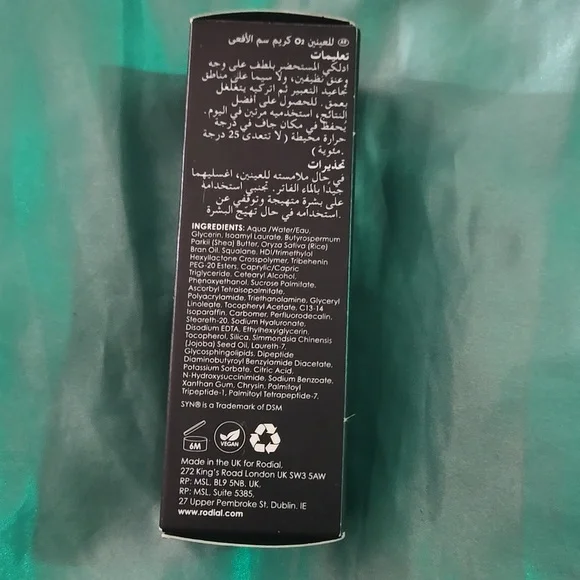 AR للعينين O2 كريم سم الأفعى
تعليمات
ادلكي المستحضر بلطف على وجه
وعنق نظيفين، ولا سيما على مناطق
تجاعيد التعبير ثم اتركيه يتغلغل
بعمق. للحصول على أفضل
النتائج، استخدميه مرتين في اليوم.
يُحفظ في مكان جاف في درجة
حرارة محيطة (لا تتعدى 25 درجة
مئوية).
تحذيرات
في حال ملامسته للعينين، اغسليهما
جيدًا بالماء الفاتر. تجنبي استخدامه
على بشرة متهيجة وتوقفي عن
استخدامه في حال تهيج البشرة.
INGREDIENTS: Aqua /Water/Eau,
Glycerin, Isoamyl Laurate, Butyrospermum
Parkii (Shea) Butter, Oryza Sativa (Rice)
Bran Oil, Squalane, HDI/trimethylol
Hexyllactone Crosspolymer, Tribehenin
PEG-20 Esters, Caprylic/Capric
Triglyceride, Cetearyl Alcohol,
Phenoxyethanol, Sucrose Palmitate,
Ascorbyl Tetraisopalmitate,
Polyacrylamide, Triethanolamine, Glyceryl
Linoleate, Tocopheryl Acetate, C13-14
Isoparaffin, Carbomer, Perfluorodecalin,
Steareth-20, Sodium Hyaluronate,
Disodium EDTA, Ethylhexylglycerin,
Tocopherol, Silica, Simmondsia Chinensis
(Jojoba) Seed Oil, Laureth-7,
Glycosphingolipids, Dipeptide
Diaminobutyroyl Benzylamide Diacetate,
Potassium Sorbate, Citric Acid,
N-Hydroxysuccinimide, Sodium Benzoate,
Xanthan Gum, Chrysin, Palmitoyl
Tripeptide-1, Palmitoyl Tetrapeptide-7,
SYN® is a Trademark of DSM
6M VEGAN
Made in the UK for Rodial,
272 King's Road London UK SW3 5AW
RP: MSL, BL9 5NB, UK,
RP: MSL, Suite 5385,
27 Upper Pembroke St, Dublin, IE
www.rodial.com